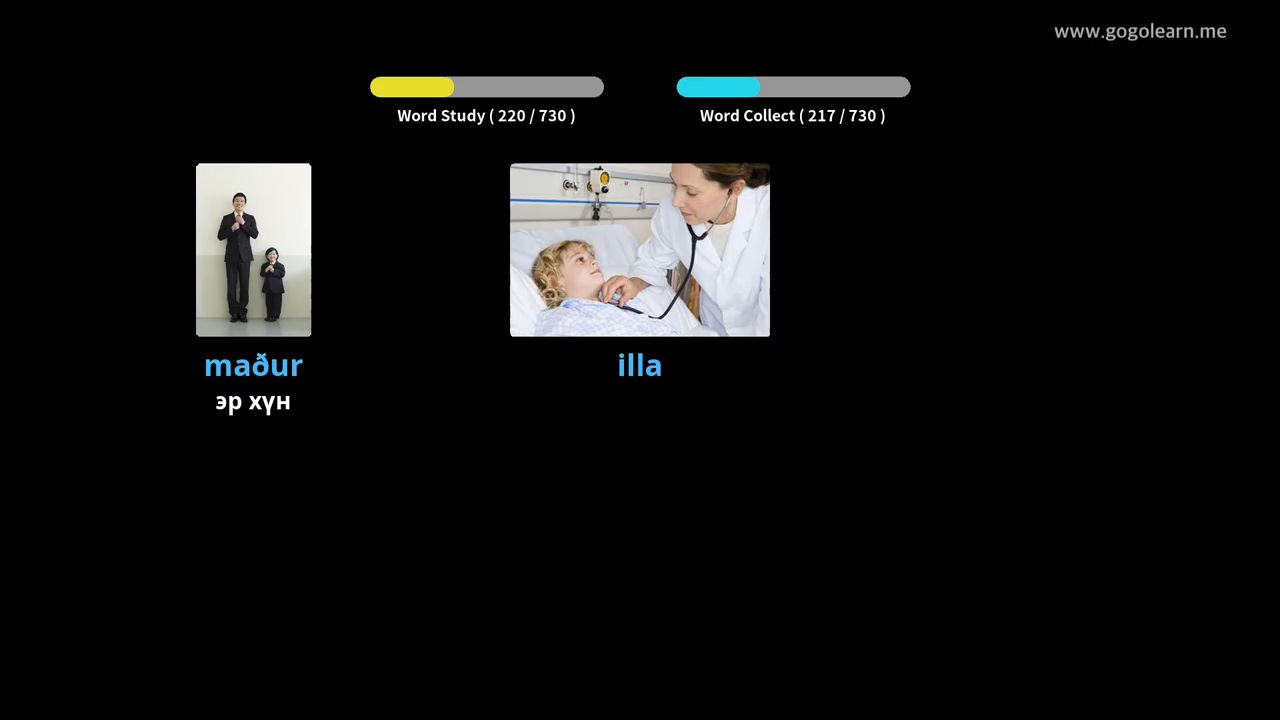 www.gogolearn.me
Word Study ( 220 / 730 )
Word Collect ( 217 / 730 )
maður
эр хүн
illa